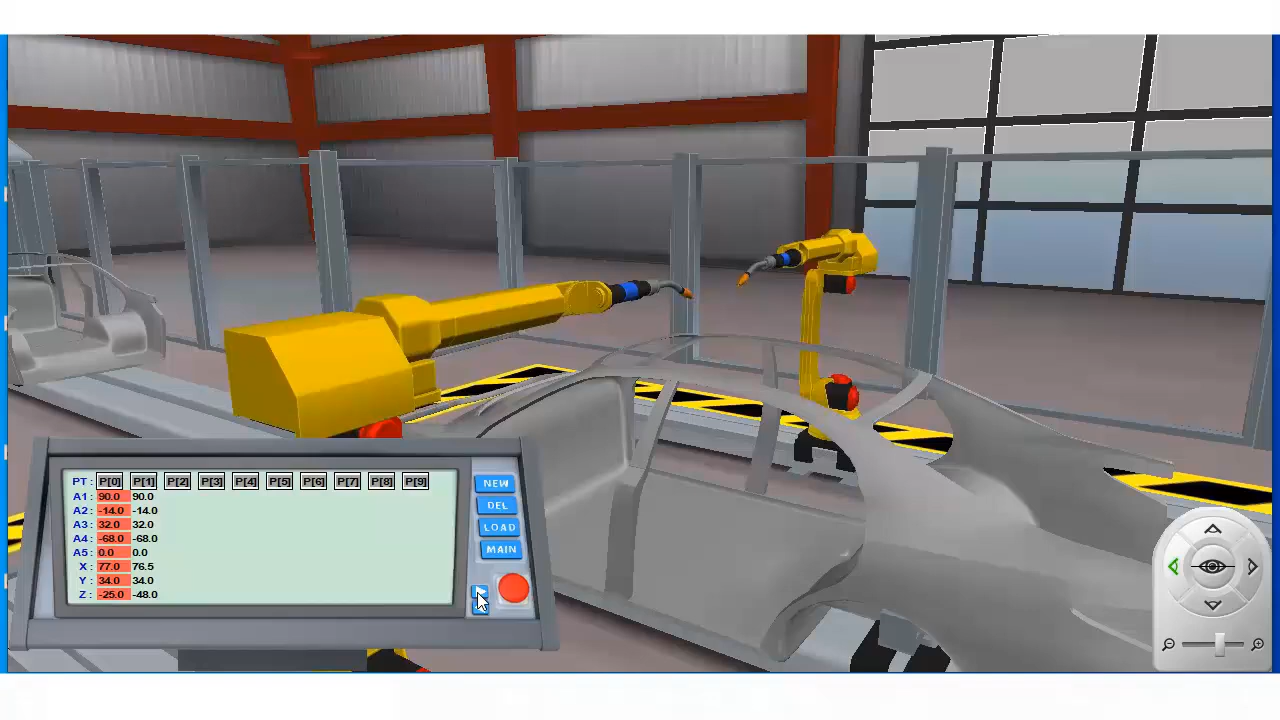 PT : P[0] P[1] P[2] P[3] P[4] P[5] P[6] P[7] P[8] P[9]
A1 : 90.0 90.0
A2 : -14.0 -14.0
A3 : 32.0 32.0
A4 : -68.0 -68.0
A5 : 0.0 0.0
X : 77.0 76.5
Y : 34.0 34.0
Z : -25.0 -48.0
NEW
DEL
LOAD
MAIN